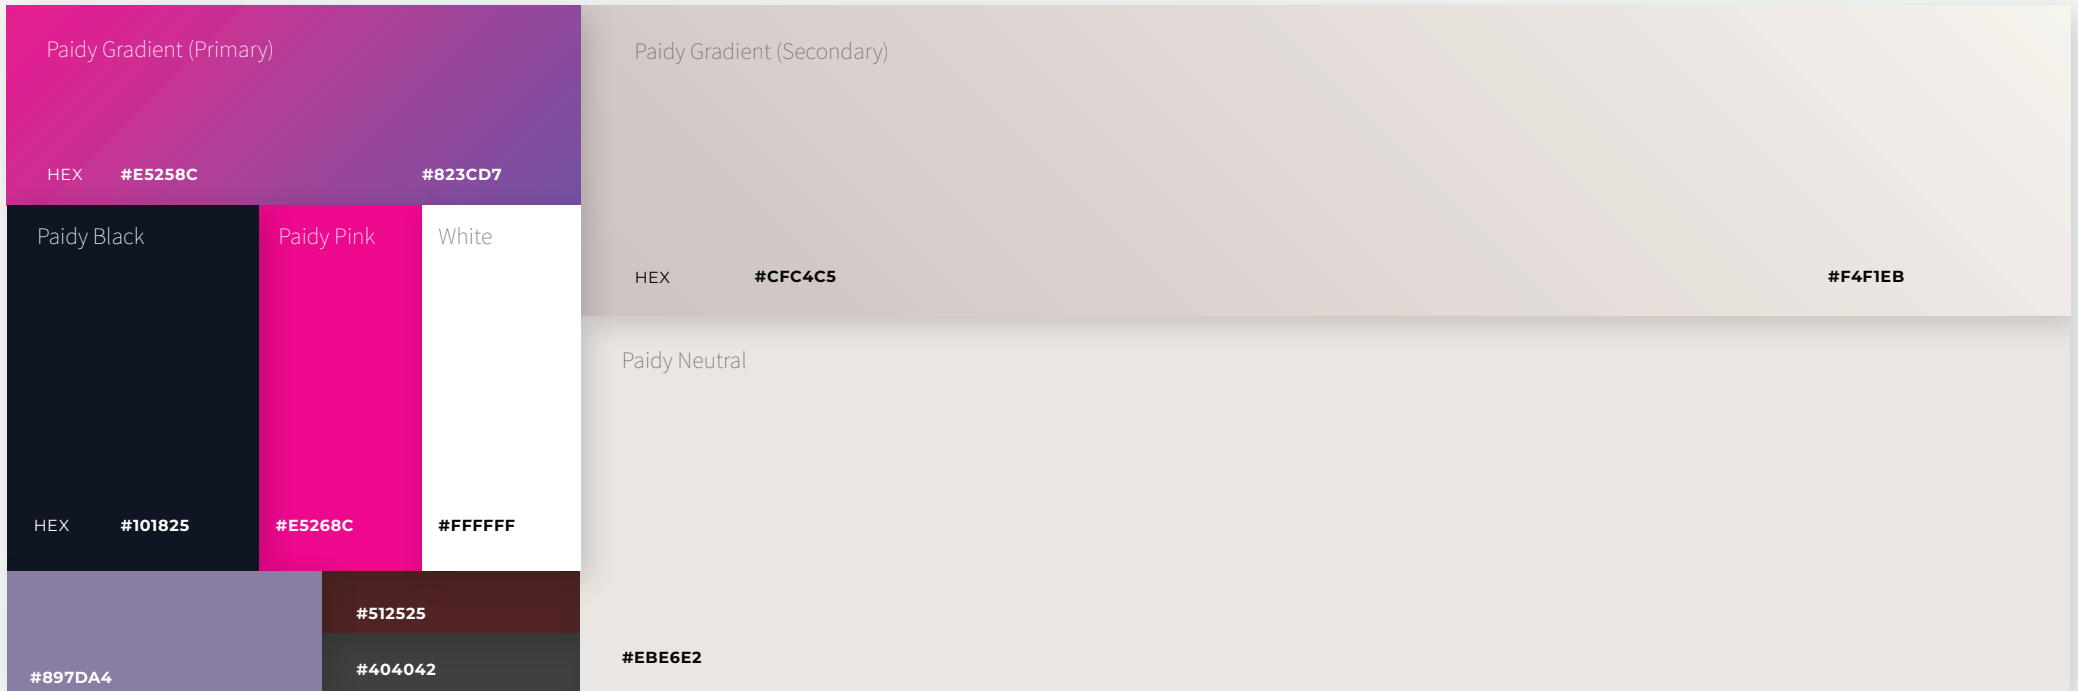 Paidy Gradient (Primary)
HEX #E5258C #823CD7
Paidy Gradient (Secondary)
HEX #CFC4C5 #F4F1EB
Paidy Black
HEX #101825
Paidy Pink
#E5268C
White
#FFFFFF
Paidy Neutral
#EBE6E2
#897DA4
#512525
#404042